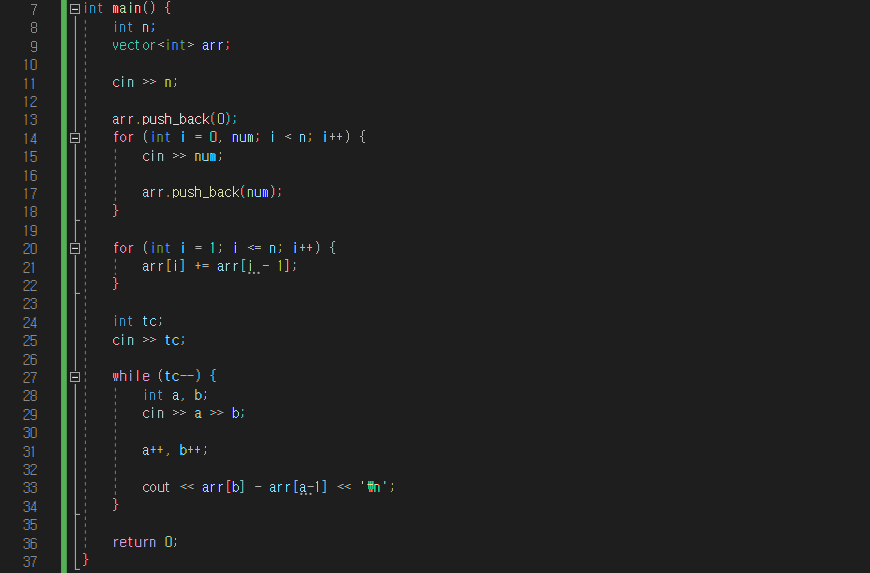 7 int main() {
8 int n;
9 vector<int> arr;
10
11 cin >> n;
12
13 arr.push_back(0);
14 for (int i = 0, num; i < n; i++) {
15 cin >> num;
16
17 arr.push_back(num);
18 }
19
20 for (int i = 1; i <= n; i++) {
21 arr[i] += arr[i - 1];
22 }
23
24 int tc;
25 cin >> tc;
26
27 while (tc--) {
28 int a, b;
29 cin >> a >> b;
30
31 a++, b++;
32
33 cout << arr[b] - arr[a-1] << '₩n';
34 }
35
36 return 0;
37 }